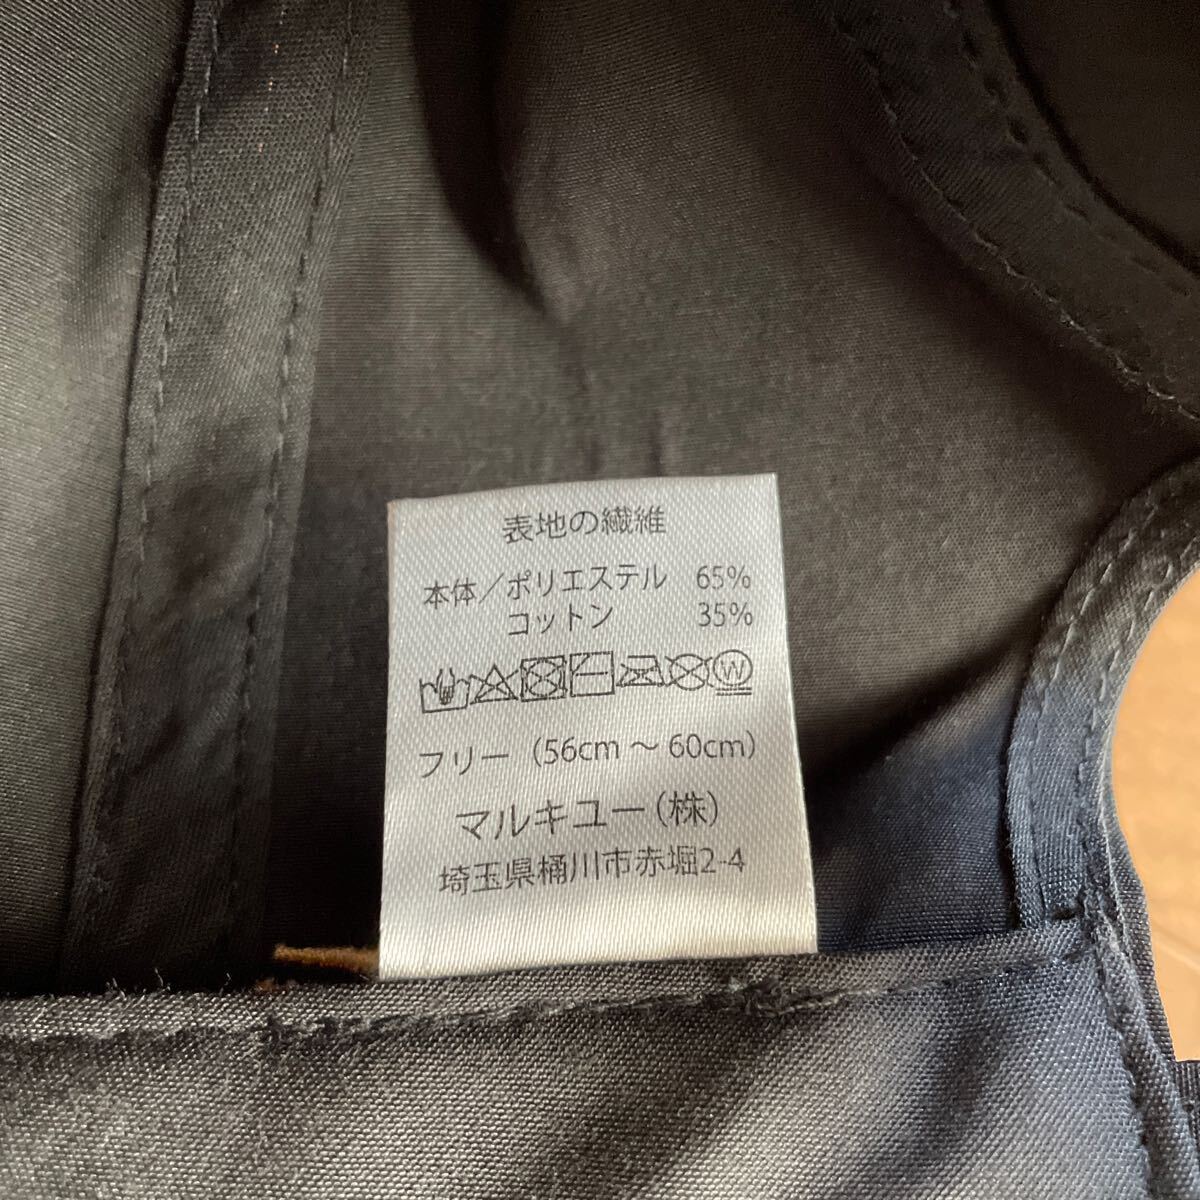 表地の繊維
本体／ポリエステル 65%
コットン 35%
W
フリー（56cm ～ 60cm）
マルキユー（株）
埼玉県桶川市赤堀2-4